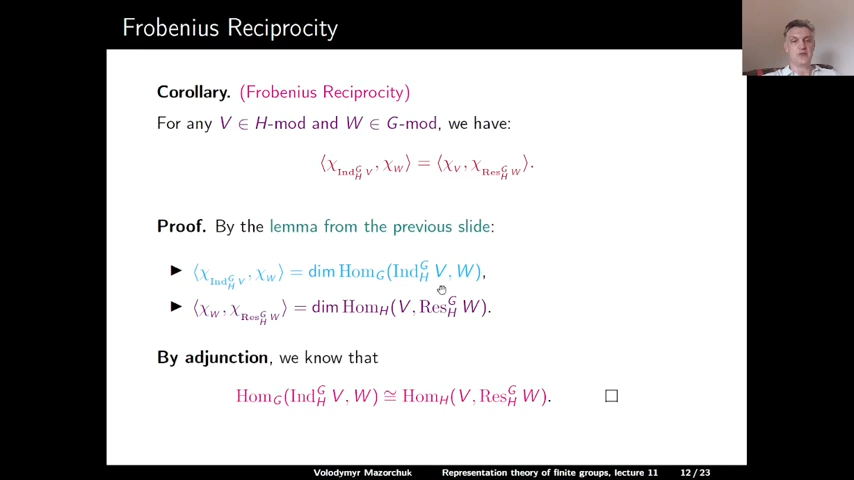 Frobenius Reciprocity
Corollary. (Frobenius Reciprocity)
For any V ∈ H-mod and W ∈ G-mod, we have:
⟨χ_{Ind_H^G V}, χ_W⟩ = ⟨χ_V, χ_{Res_H^G W}⟩.
Proof. By the lemma from the previous slide:
▶ ⟨χ_{Ind_H^G V}, χ_W⟩ = dim Hom_G(Ind_H^G V, W),
▶ ⟨χ_W, χ_{Res_H^G W}⟩ = dim Hom_H(V, Res_H^G W).
By adjunction, we know that
Hom_G(Ind_H^G V, W) ≅ Hom_H(V, Res_H^G W). □
Volodymyr Mazorchuk Representation theory of finite groups, lecture 11 12/23